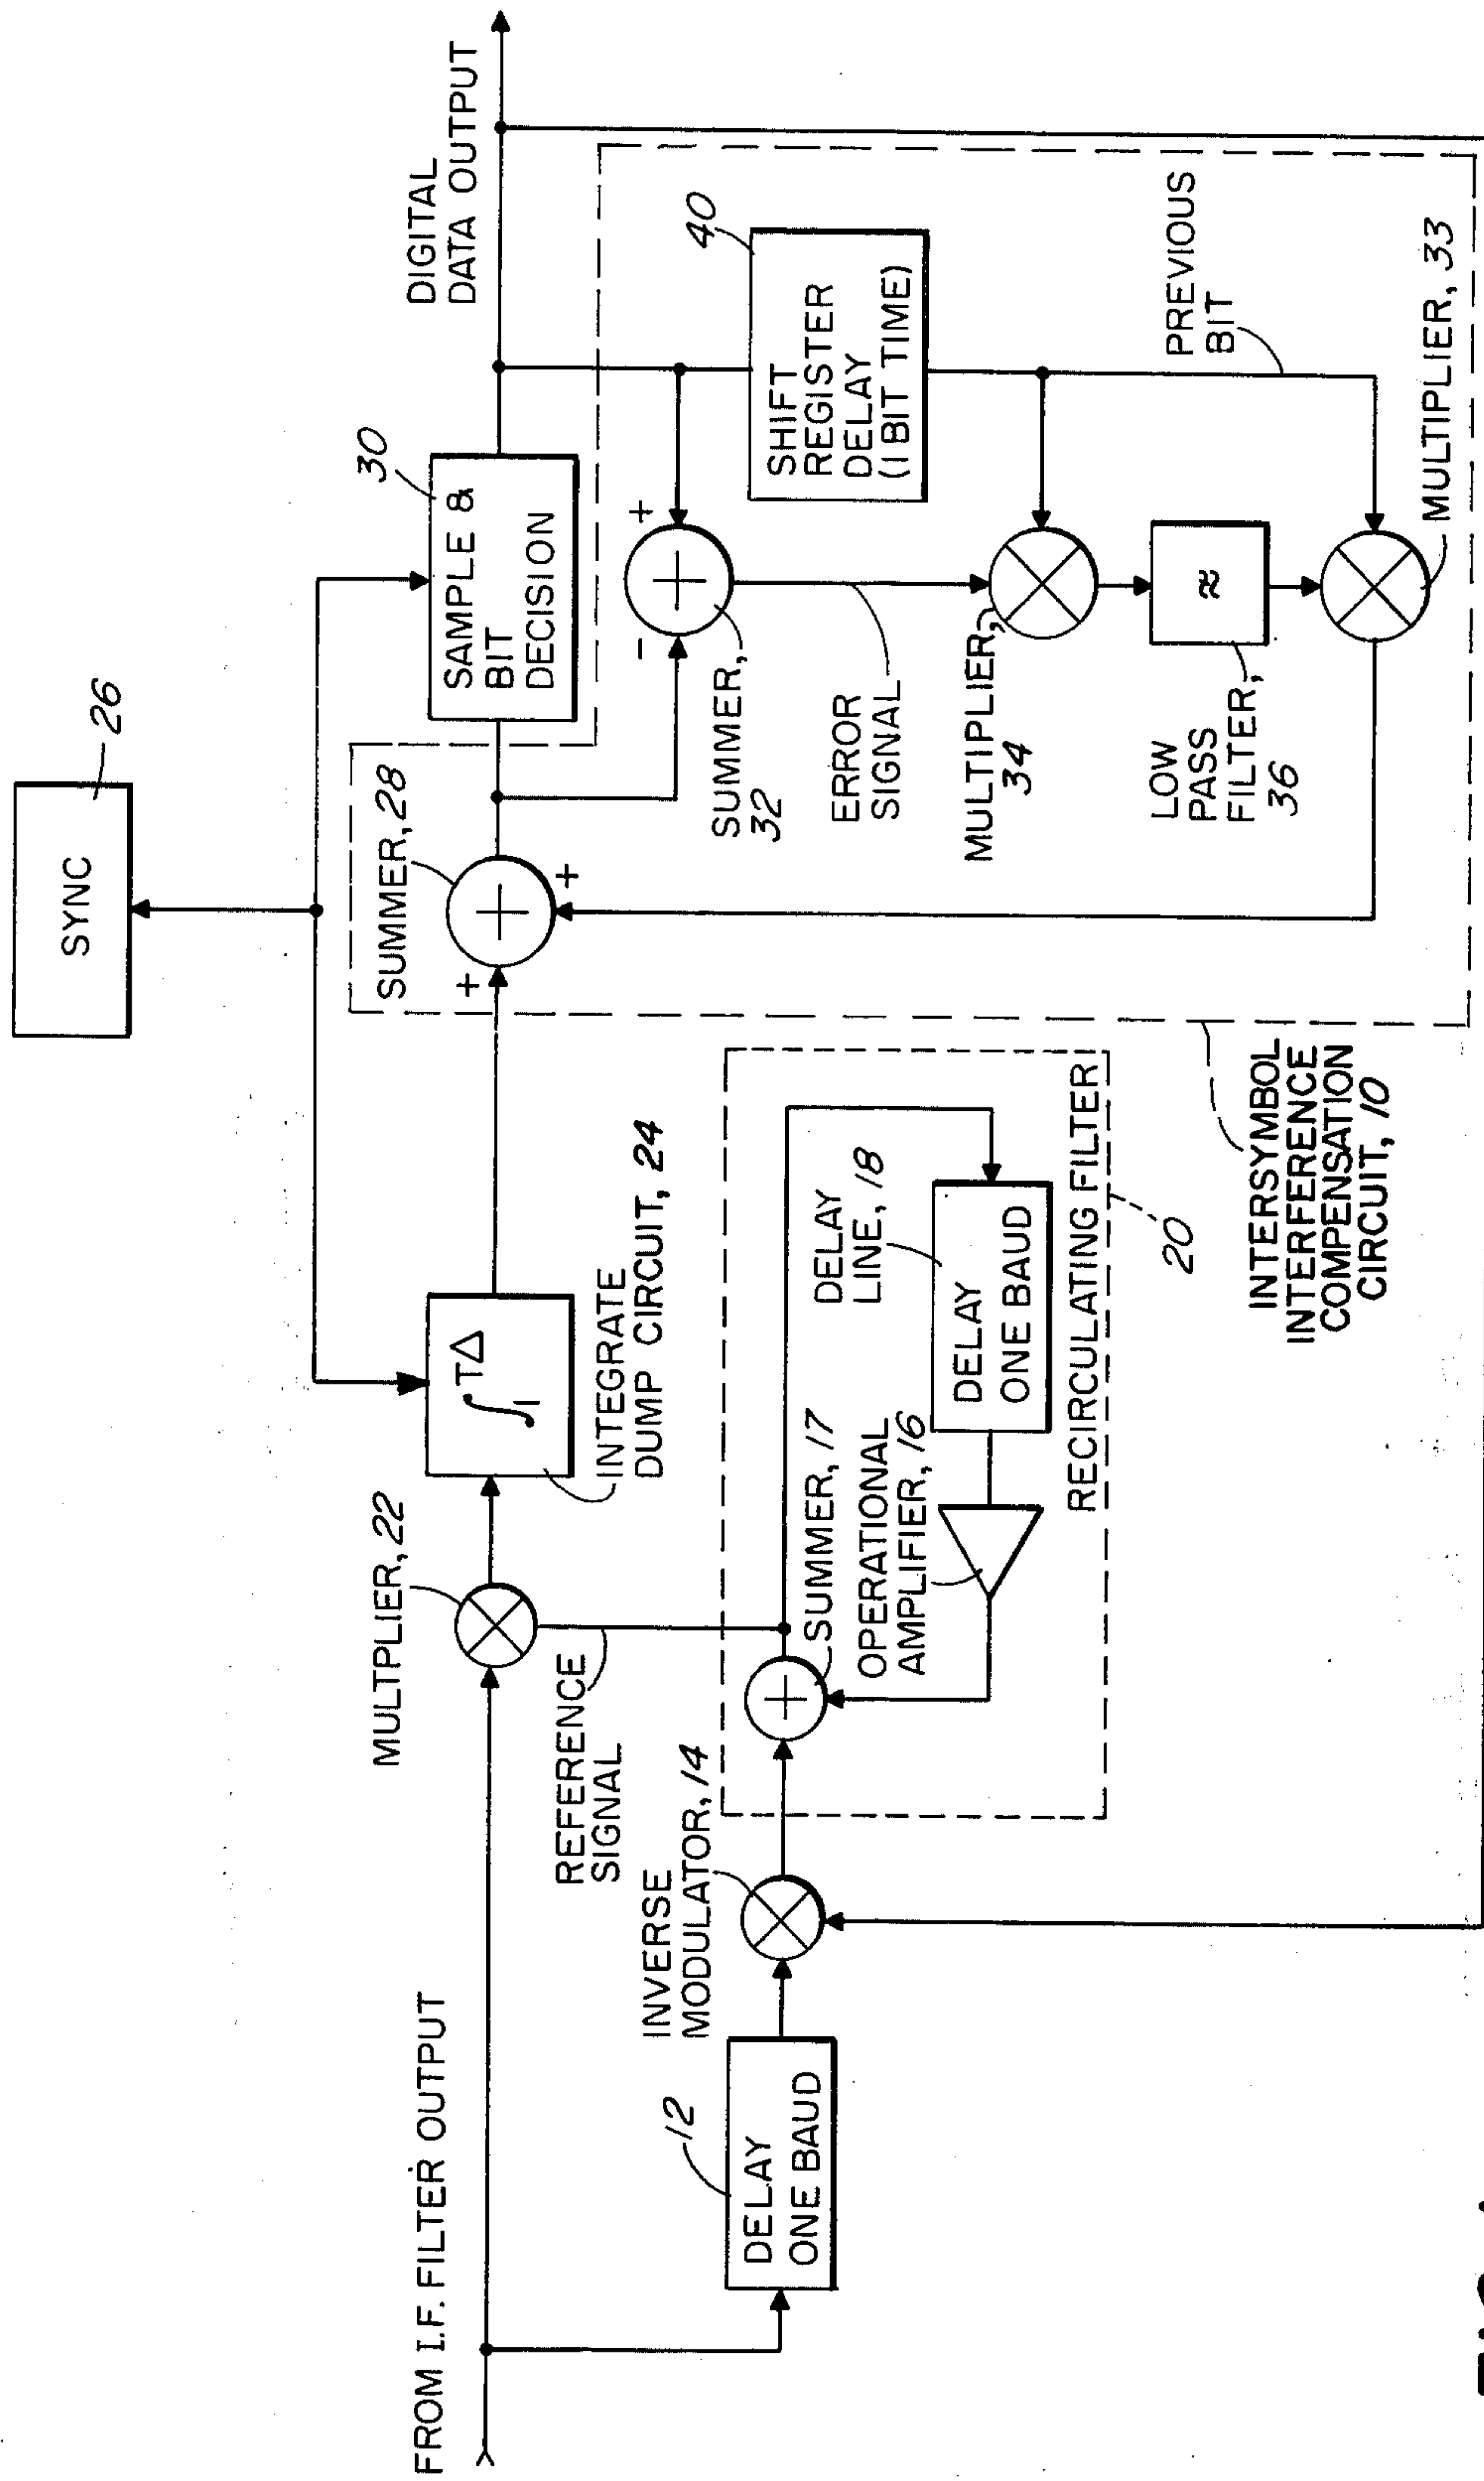 FROM I.F. FILTER OUTPUT
12
DELAY
ONE BAUD
INVERSE
MODULATOR, 14
REFERENCE
SIGNAL
MULTPLIER, 22
∫ I T Δ
INTEGRATE
DUMP CIRCUIT, 24
SUMMER, 17
OPERATIONAL
AMPLIFIER, 16
DELAY
LINE, 18
DELAY
ONE BAUD
RECIRCULATING FILTER
20
SYNC
26
SUMMER, 28
+
+
+
30
SAMPLE &
BIT
DECISION
DIGITAL
DATA OUTPUT
-
+
+
SUMMER,
32
ERROR
SIGNAL
40
SHIFT
REGISTER
DELAY
(1 BIT TIME)
MULTIPLIER,
34
LOW
PASS
FILTER,
36
≈
PREVIOUS
BIT
MULTIPLIER, 33
INTERSYMBOL
INTERFERENCE
COMPENSATION
CIRCUIT, 10